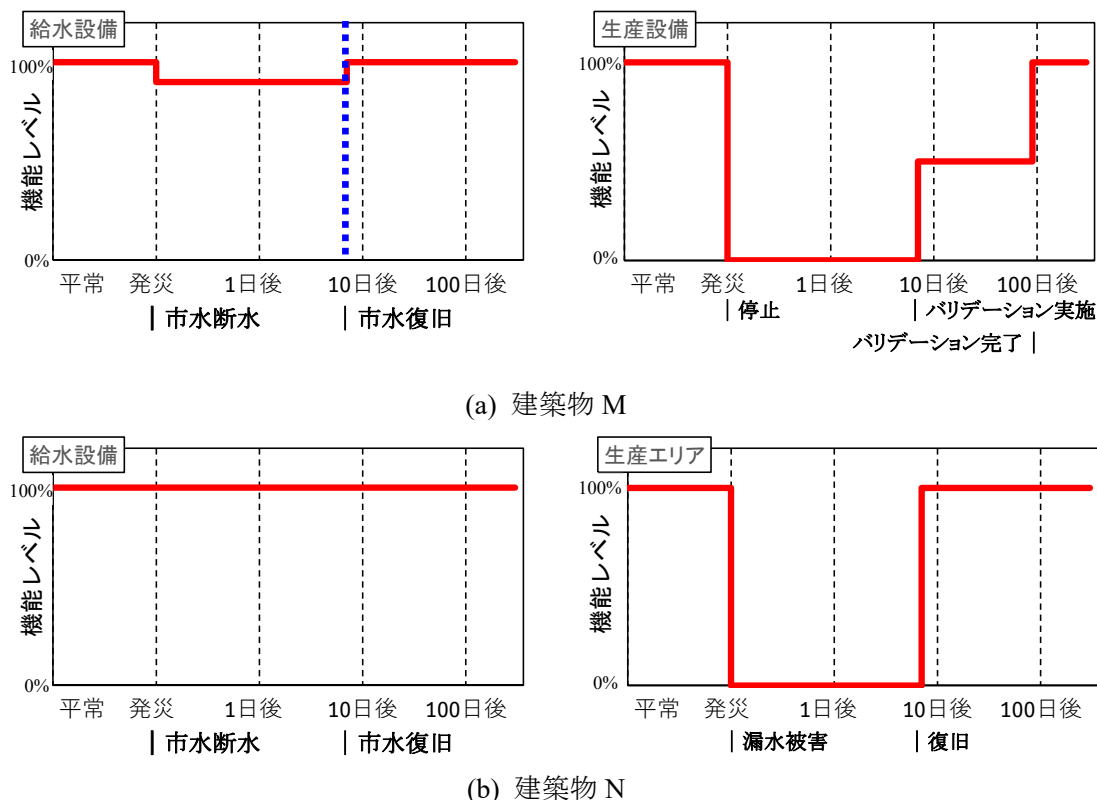 給水設備
100%
機能レベル
0%
平常 発災 1日後 10日後 100日後
|市水断水 |市水復旧
生産設備
100%
機能レベル
0%
平常 発災 1日後 10日後 100日後
|停止 |バリデーション実施
バリデーション完了|
(a) 建築物 M
給水設備
100%
機能レベル
0%
平常 発災 1日後 10日後 100日後
|市水断水 |市水復旧
生産エリア
100%
機能レベル
0%
平常 発災 1日後 10日後 100日後
|漏水被害 |復旧
(b) 建築物 N